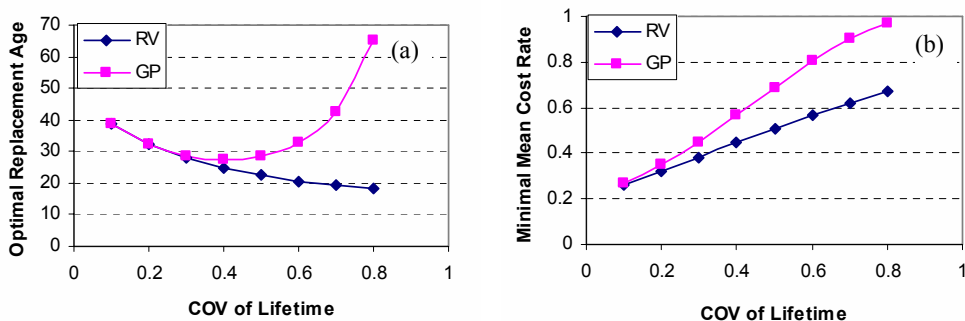 Optimal Replacement Age
70
60
50
40
30
20
10
0
RV
GP
(a)
0 0.2 0.4 0.6 0.8 1
COV of Lifetime
Minimal Mean Cost Rate
1
0.8
0.6
0.4
0.2
0
RV
GP
(b)
0 0.2 0.4 0.6 0.8 1
COV of Lifetime